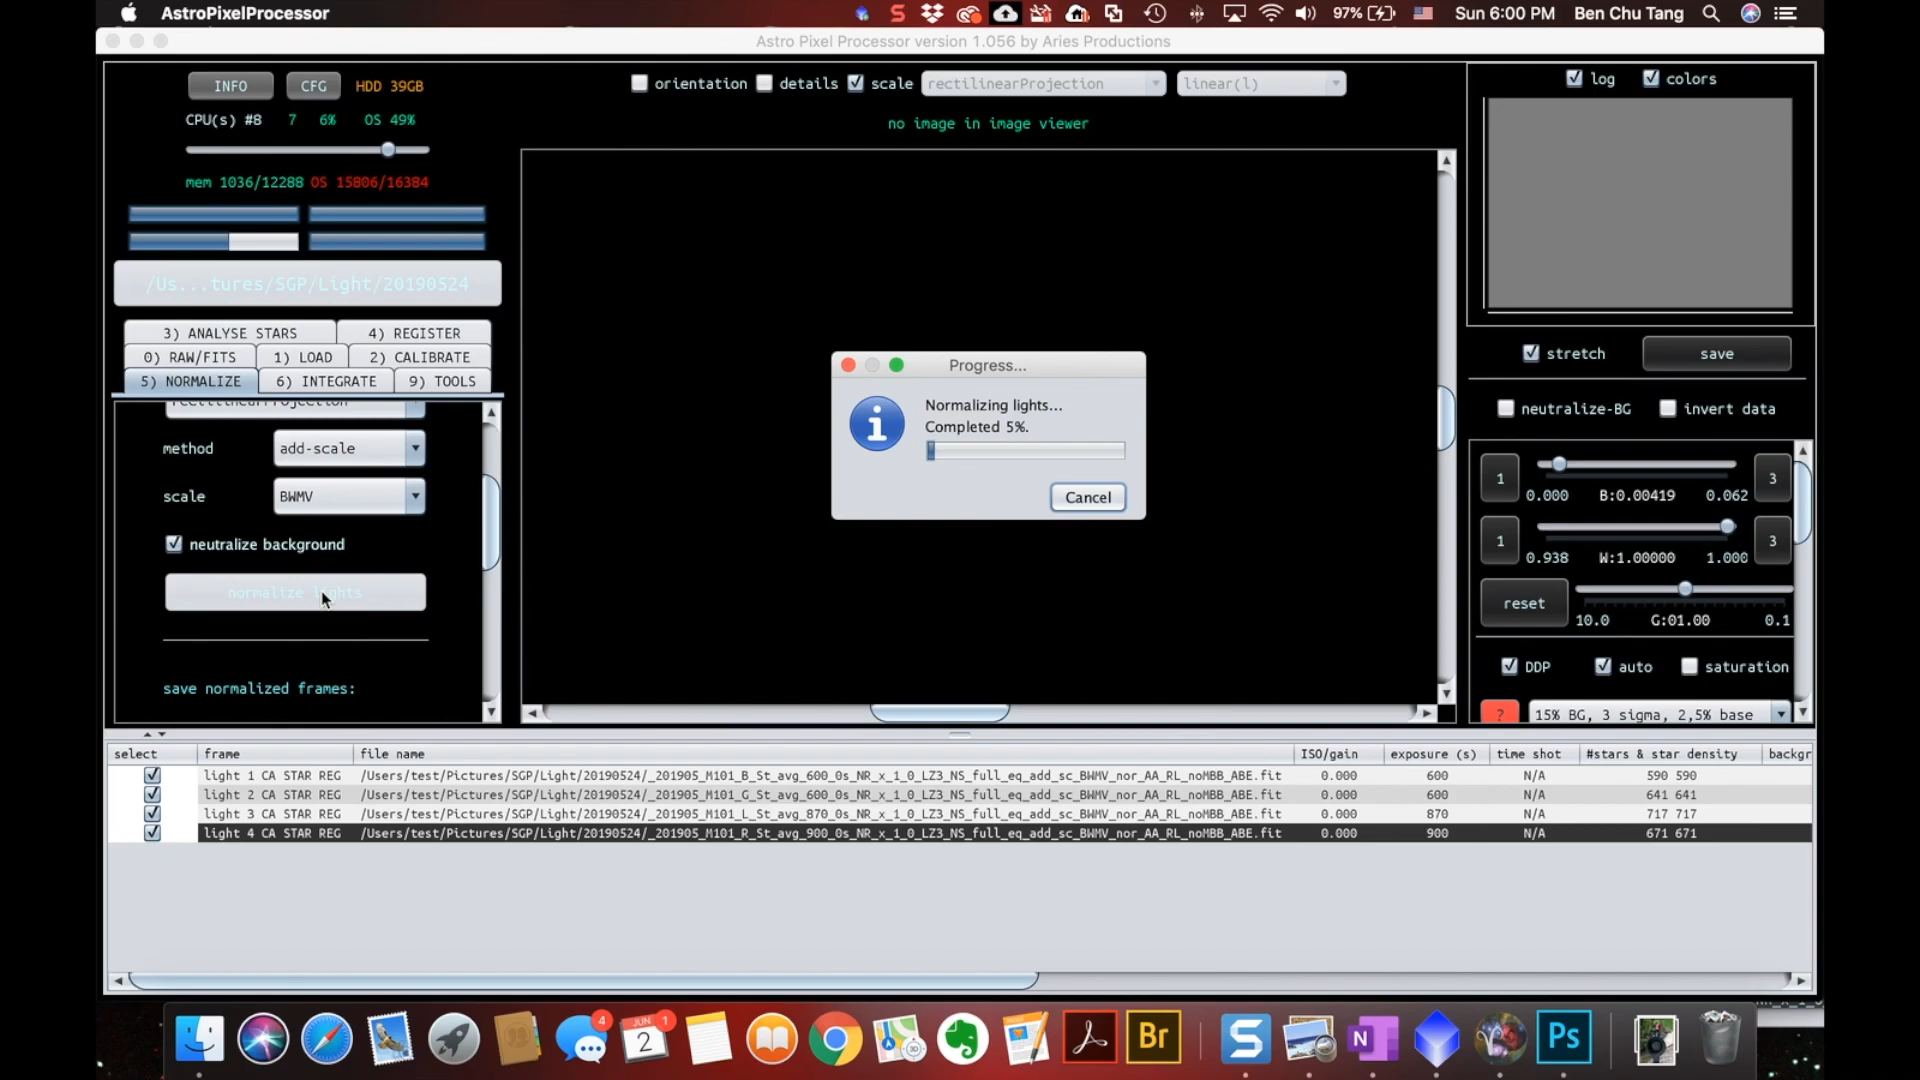 AstroPixelProcessor
97%
Sun 6:00 PM
Ben Chu Tang
Astro Pixel Processor version 1.056 by Aries Productions
INFO
CFG
HDD 39GB
CPU(s) #8 7 6% OS 49%
mem 1036/12288 OS 15806/16384
/Us...tures/SGP/Light/20190524
3) ANALYSE STARS
4) REGISTER
0) RAW/FITS
1) LOAD
2) CALIBRATE
5) NORMALIZE
6) INTEGRATE
9) TOOLS
rectilinearProjection
method
add-scale
scale
BWMV
neutralize background
normalize lights
save normalized frames:
orientation
details
scale
rectilinearProjection
linear(l)
no image in image viewer
Progress...
Normalizing lights...
Completed 5%.
Cancel
log
colors
stretch
save
neutralize-BG
invert data
1
3
0.000 B:0.00419 0.062
1
3
0.938 W:1.00000 1.000
reset
10.0 G:01.00 0.1
DDP
auto
saturation
?
15% BG, 3 sigma, 2,5% base
select frame file name ISO/gain exposure (s) time shot #stars & star density backgr
light 1 CA STAR REG /Users/test/Pictures/SGP/Light/20190524/_201905_M101_B_St_avg_600_0s_NR_x_1_0_LZ3_NS_full_eq_add_sc_BWMV_nor_AA_RL_noMBB_ABE.fit 0.000 600 N/A 590 590
light 2 CA STAR REG /Users/test/Pictures/SGP/Light/20190524/_201905_M101_G_St_avg_600_0s_NR_x_1_0_LZ3_NS_full_eq_add_sc_BWMV_nor_AA_RL_noMBB_ABE.fit 0.000 600 N/A 641 641
light 3 CA STAR REG /Users/test/Pictures/SGP/Light/20190524/_201905_M101_L_St_avg_870_0s_NR_x_1_0_LZ3_NS_full_eq_add_sc_BWMV_nor_AA_RL_noMBB_ABE.fit 0.000 870 N/A 717 717
light 4 CA STAR REG /Users/test/Pictures/SGP/Light/20190524/_201905_M101_R_St_avg_900_0s_NR_x_1_0_LZ3_NS_full_eq_add_sc_BWMV_nor_AA_RL_noMBB_ABE.fit 0.000 900 N/A 671 671
4
JUN
1
2
Br
S
N
Ps